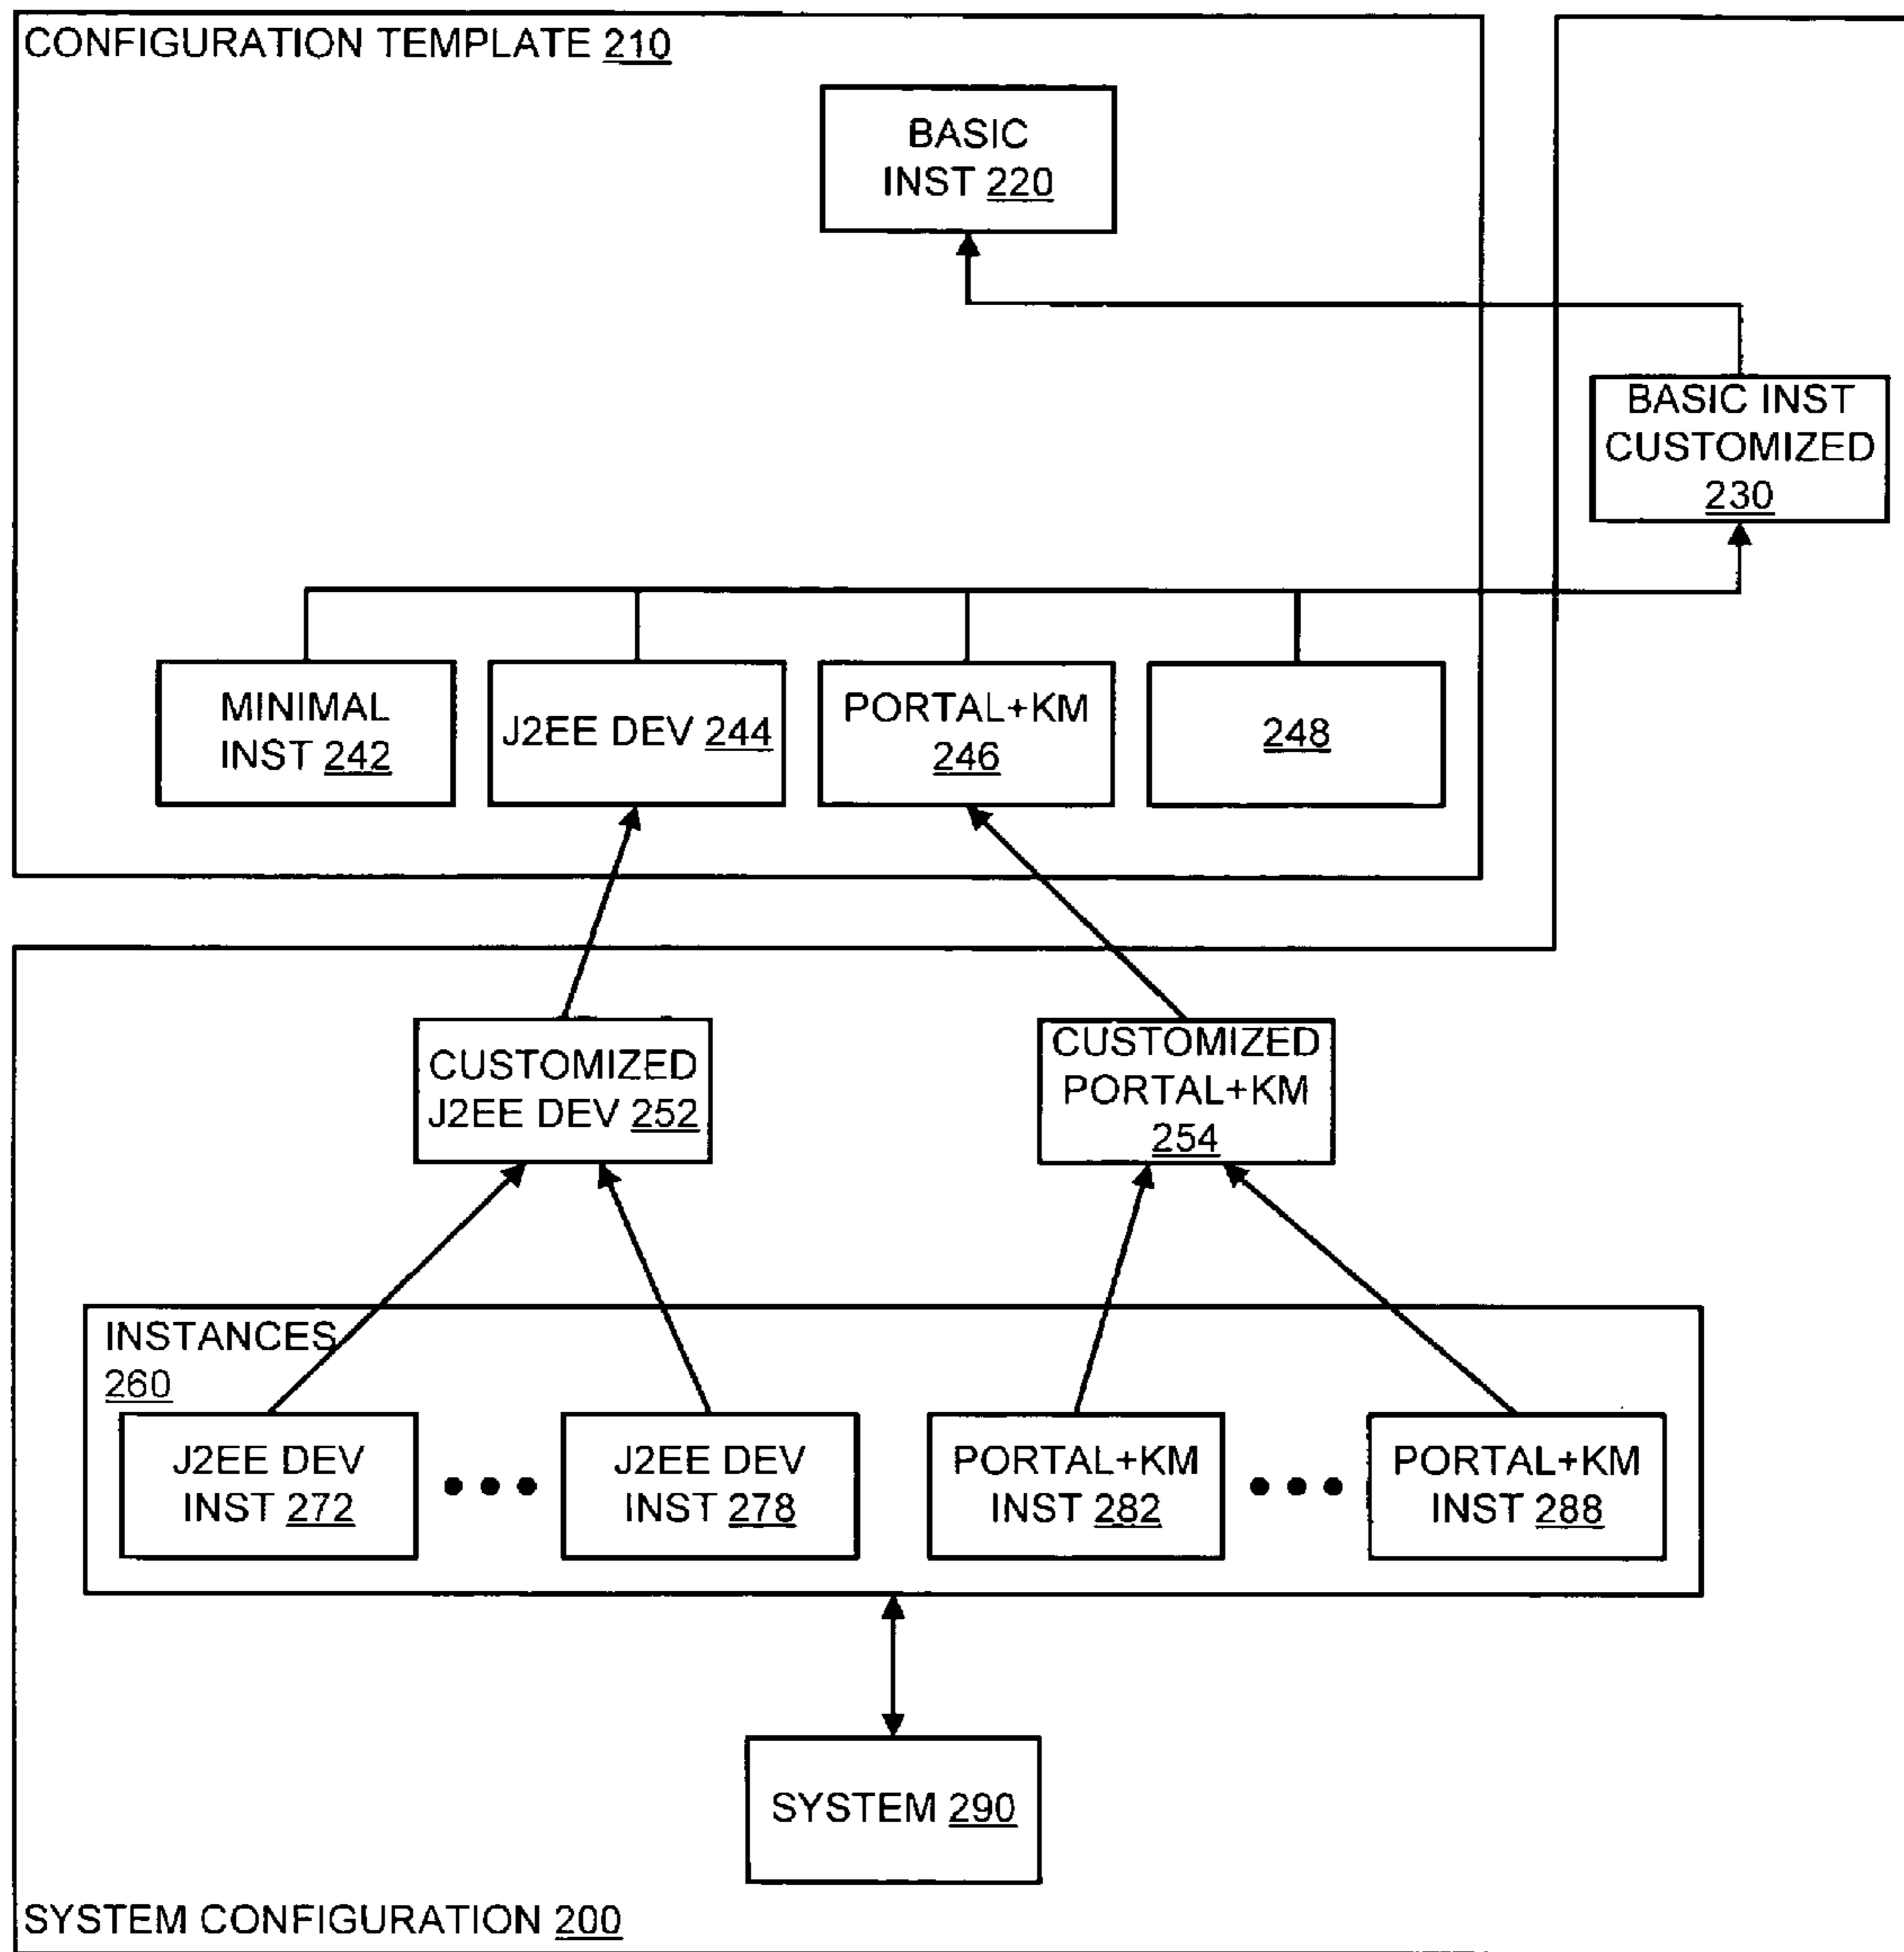 CONFIGURATION TEMPLATE 210
BASIC
INST 220
BASIC INST
CUSTOMIZED
230
MINIMAL
INST 242
J2EE DEV 244
PORTAL+KM
246
248
CUSTOMIZED
J2EE DEV 252
CUSTOMIZED
PORTAL+KM
254
INSTANCES
260
J2EE DEV
INST 272
J2EE DEV
INST 278
PORTAL+KM
INST 282
PORTAL+KM
INST 288
SYSTEM 290
SYSTEM CONFIGURATION 200